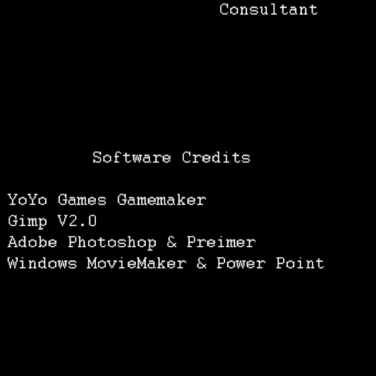 Consultant
Software Credits
YoYo Games Gamemaker
Gimp V2.0
Adobe Photoshop & Preimer
Windows MovieMaker & Power Point